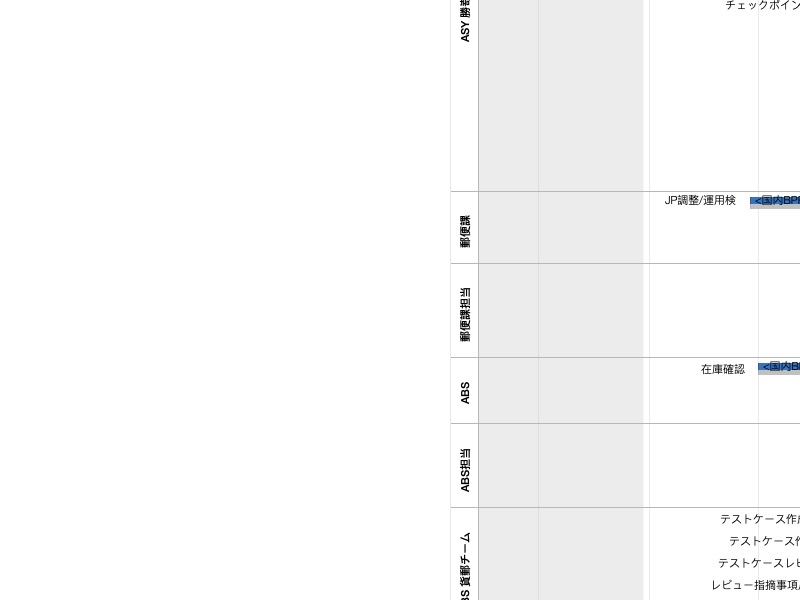 チェックポイン
ASY 勝
JP調整/運用検
<国内BP
郵便課
郵便課担当
在庫確認
<国内B
ABS
ABS担当
テストケース作成
テストケース作
テストケースレビ
レビュー指摘事項
S 貨郵チーム